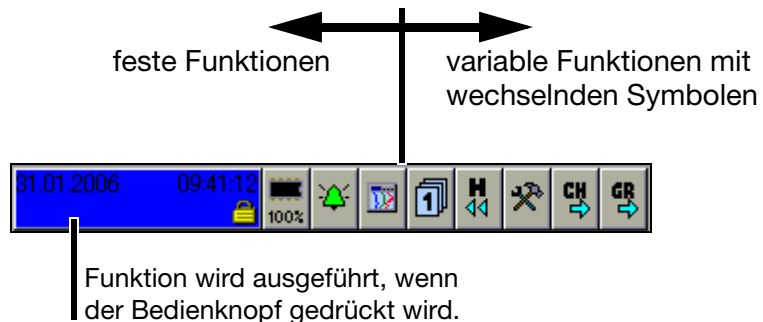 feste Funktionen
variable Funktionen mit
wechselnden Symbolen
31.01.2006 09:41:12
100%
1
H
CH
GR
Funktion wird ausgeführt, wenn
der Bedienknopf gedrückt wird.